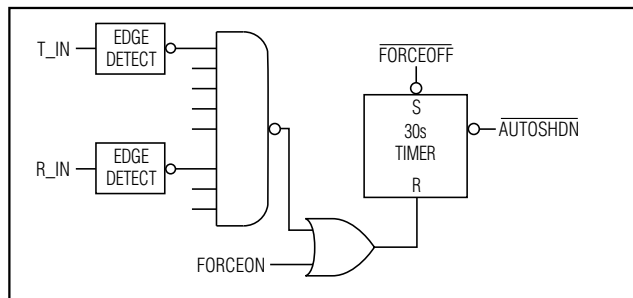 T_IN
EDGE
DETECT
R_IN
EDGE
DETECT
FORCEON
FORCEOFF
S
30s
TIMER
R
AUTOSHDN